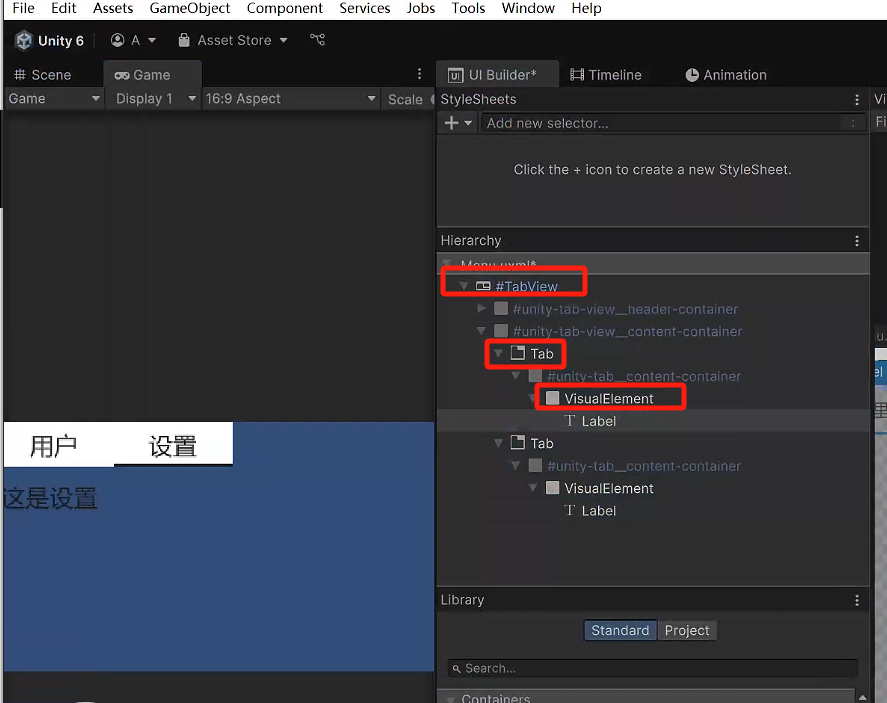 File Edit Assets GameObject Component Services Jobs Tools Window Help
Unity 6 A Asset Store
Scene Game UI Builder* Timeline Animation
Game Display 1 16:9 Aspect Scale StyleSheets
Add new selector...
Click the + icon to create a new StyleSheet.
Hierarchy
Menu.uxml*
#TabView
#unity-tab-view__header-container
#unity-tab-view__content-container
Tab
#unity-tab__content-container
VisualElement
Label
Tab
#unity-tab__content-container
VisualElement
Label
用户 设置
这是设置
Library
Standard Project
Search...
Containers